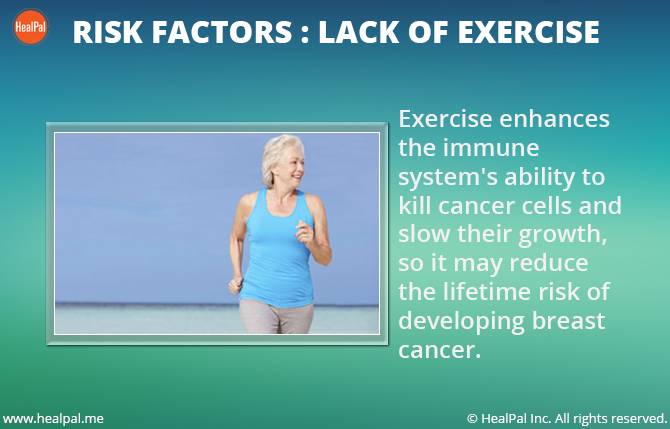 HealPal
RISK FACTORS : LACK OF EXERCISE
Exercise enhances
the immune
system's ability to
kill cancer cells and
slow their growth,
so it may reduce
the lifetime risk of
developing breast
cancer.
www.healpal.me
© HealPal Inc. All rights reserved.